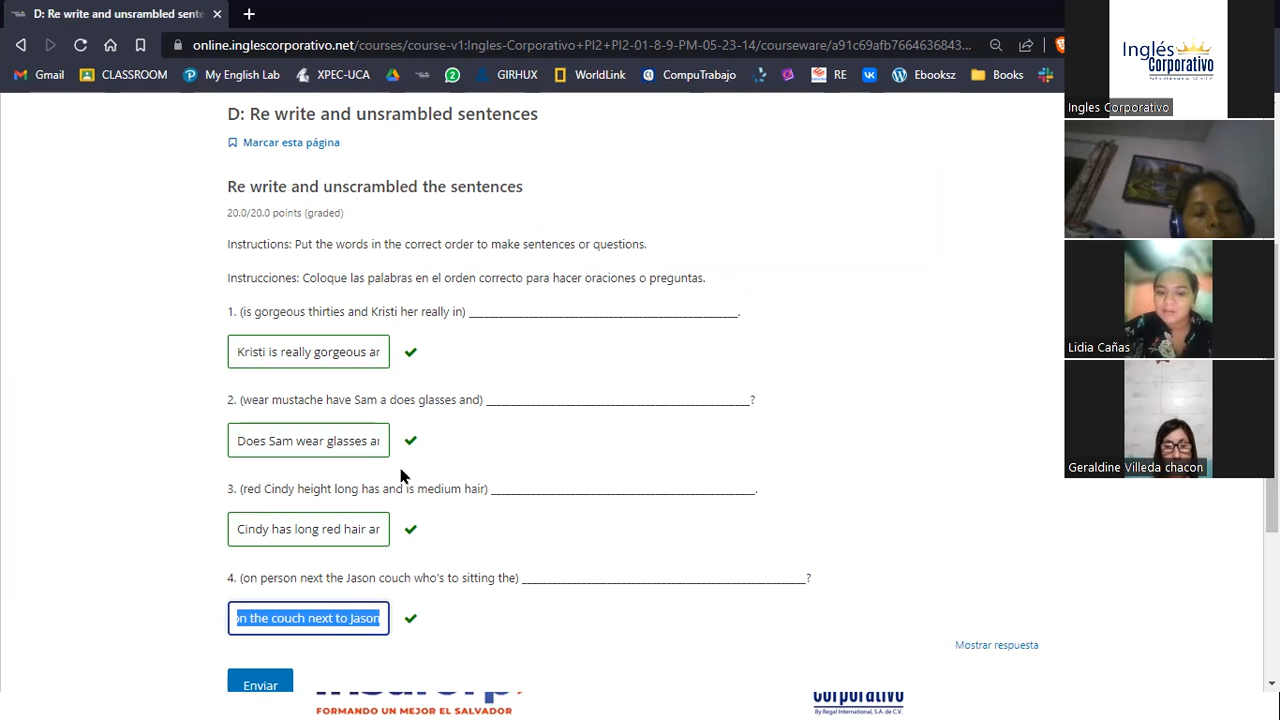 D: Re write and unsrambled sente
online.inglescorporativo.net/courses/course-v1:Ingles-Corporativo+PI2+PI2-01-8-9-PM-05-23-14/courseware/a91c69afb7664636843...
Gmail CLASSROOM My English Lab XPEC-UCA 2 GIRHUX WorldLink CompuTrabajo RE Wordvoz Books
D: Re write and unsrambled sentences
Marcar esta página
Re write and unscrambled the sentences
20.0/20.0 points (graded)
Instructions: Put the words in the correct order to make sentences or questions.
Instrucciones: Coloque las palabras en el orden correcto para hacer oraciones o preguntas.
1. (is gorgeous thirties and Kristi her really in) ______________________________________________.
Kristi is really gorgeous ar
2. (wear mustache have Sam a does glasses and) ______________________________________________?
Does Sam wear glasses ar
3. (red Cindy height long has and is medium hair) ______________________________________________.
Cindy has long red hair ar
4. (on person next the Jason couch who's to sitting the) ________________________________________________?
on the couch next to Jason
Mostrar respuesta
Enviar
FORMANDO UN MEJOR EL SALVADOR
Corporativo
By Regal International, S.A. de C.V.
Inglés
Corporativo
Ingles Corporativo
Lidia Cañas
Geraldine Villeda chacon